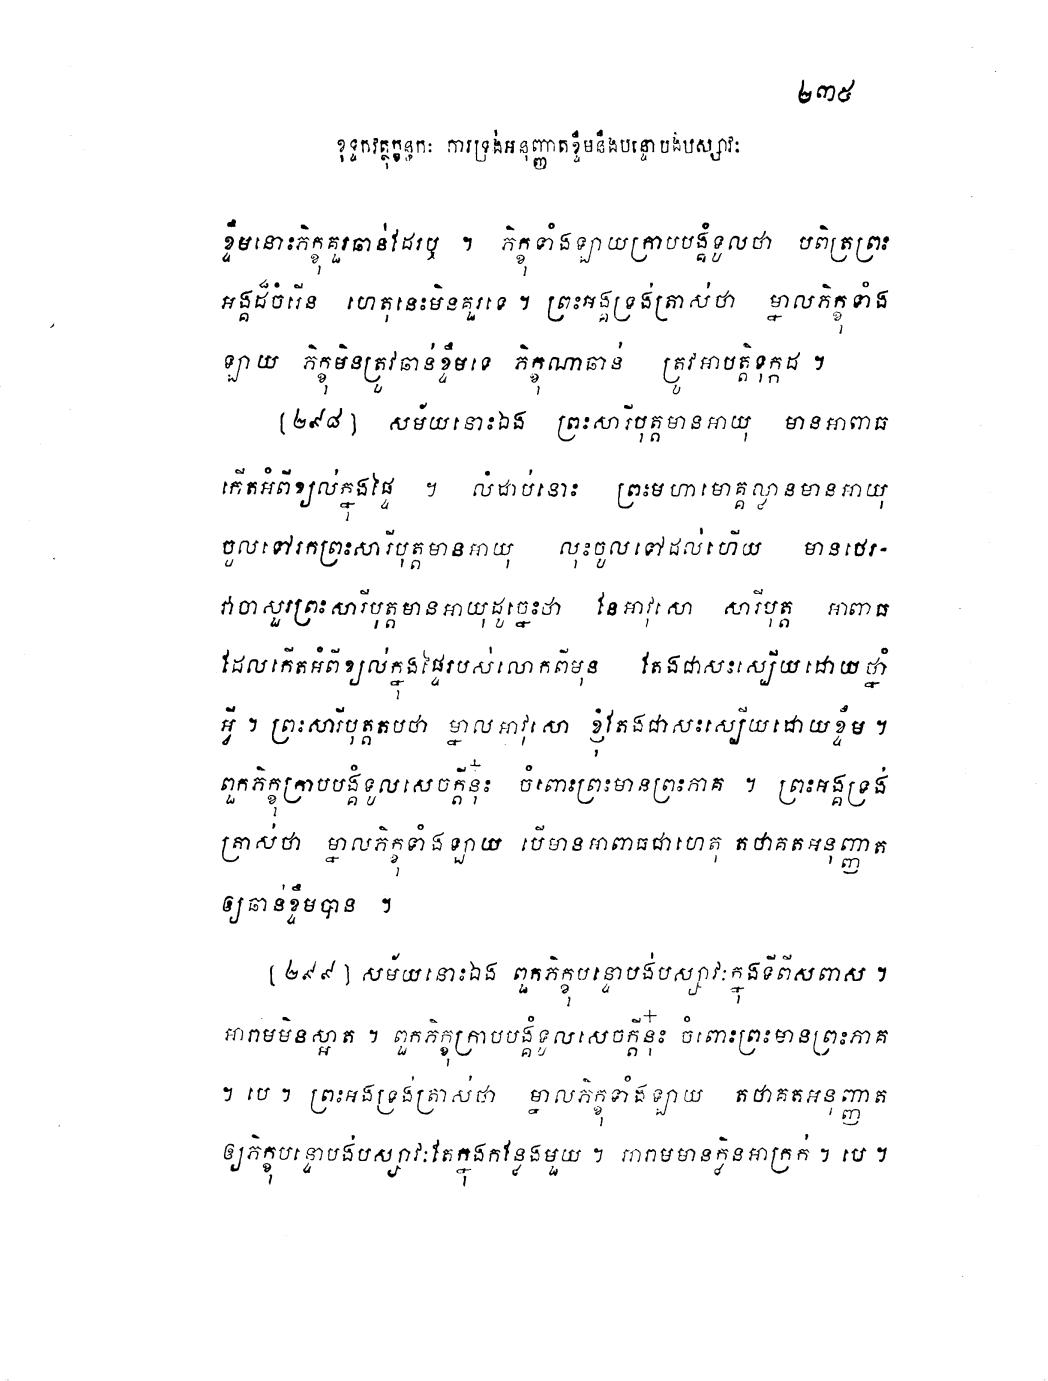 ២៣៥
ខុទ្ទកវត្ថុក្ខន្ធកៈ ការទ្រង់អនុញ្ញាតខ្ទឹមនឹងបន្ទោបង់បស្សាវៈ
ខ្ទឹមនោះភិក្ខុគួរឆាន់ដែរឬ ។ ភិក្ខុទាំងឡាយក្រាបបង្គំទូលថា បពិត្រព្រះ
អង្គដ៏ចំរើន ហេតុនេះមិនគួរទេ ។ ព្រះអង្គទ្រង់ត្រាស់ថា ម្នាលភិក្ខុទាំង
ឡាយ ភិក្ខុមិនត្រូវឆាន់ខ្ទឹមទេ ភិក្ខុណាឆាន់ ត្រូវអាបត្តិទុក្កដ ។
[២៩៨] សម័យនោះឯង ព្រះសារីបុត្តមានអាយុ មានអាពាធ
កើតអំពីខ្យល់ក្នុងផ្ទៃ ។ លំដាប់នោះ ព្រះមហាមោគ្គល្លានមានអាយុ
ចូលទៅរកព្រះសារីបុត្តមានអាយុ លុះចូលទៅដល់ហើយ មានថេរ-
វាចាសួរព្រះសារីបុត្តមានអាយុដូច្នេះថា នែអាវុសោ សារីបុត្ត អាពាធ
ដែលកើតអំពីខ្យល់ក្នុងផ្ទៃរបស់លោកពីមុន តែងជាសះស្បើយដោយថ្នាំ
អ្វី ។ ព្រះសារីបុត្តតបថា ម្នាលអាវុសោ ខ្ញុំតែងជាសះស្បើយដោយខ្ទឹម ។
ពួកភិក្ខុក្រាបបង្គំទូលសេចក្តីនុ៎ះ ចំពោះព្រះមានព្រះភាគ ។ ព្រះអង្គទ្រង់
ត្រាស់ថា ម្នាលភិក្ខុទាំងឡាយ បើមានអាពាធជាហេតុ តថាគតអនុញ្ញាត
ឲ្យឆាន់ខ្ទឹមបាន ។
[២៩៩] សម័យនោះឯង ពួកភិក្ខុបន្ទោបង់បស្សាវៈក្នុងទីពីសពាស ។
អារាមមិនស្អាត ។ ពួកភិក្ខុក្រាបបង្គំទូលសេចក្តីនុ៎ះ ចំពោះព្រះមានព្រះភាគ
។ បេ ។ ព្រះអង់ទ្រង់ត្រាស់ថា ម្នាលភិក្ខុទាំងឡាយ តថាគតអនុញ្ញាត
ឲ្យភិក្ខុបន្ទោបង់បស្សាវៈតែក្នុងកន្លែងមួយ ។ អារាមមានក្លិនអាក្រក់ ។ បេ ។